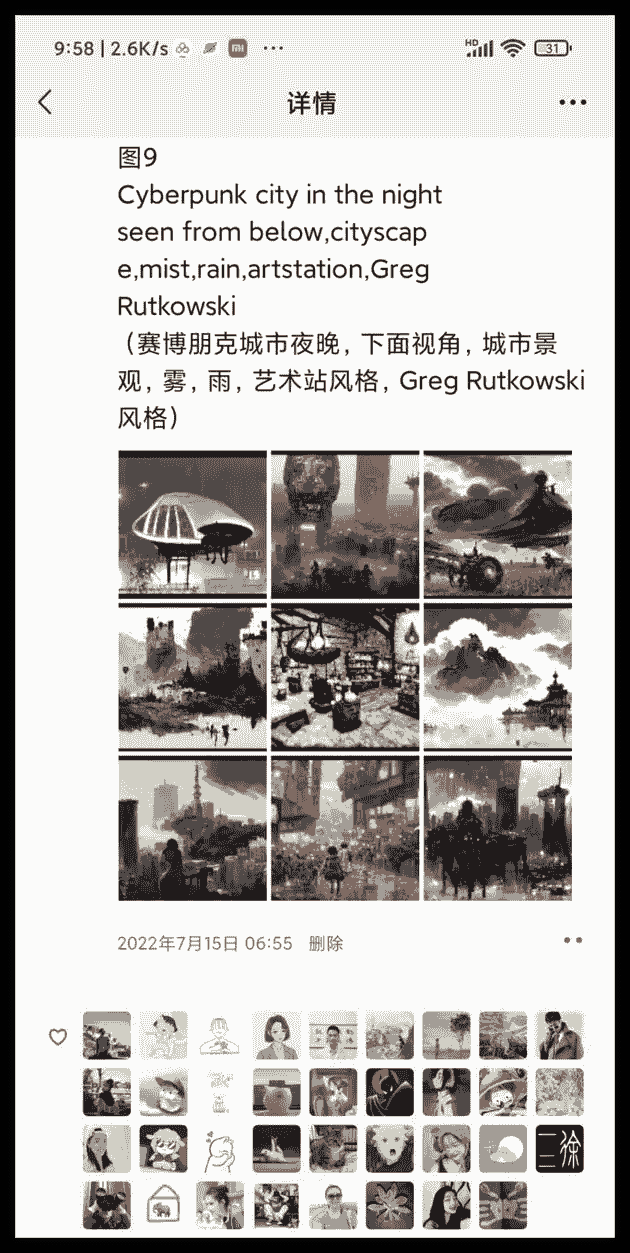 9:58 | 2.6K/s
HD
31
详情
图9
Cyberpunk city in the night
seen from below,cityscap
e,mist,rain,artstation,Greg
Rutkowski
（赛博朋克城市夜晚，下面视角，城市景
观，雾，雨，艺术站风格，Greg Rutkowski
风格）
2022年7月15日 06:55 删除
三徐